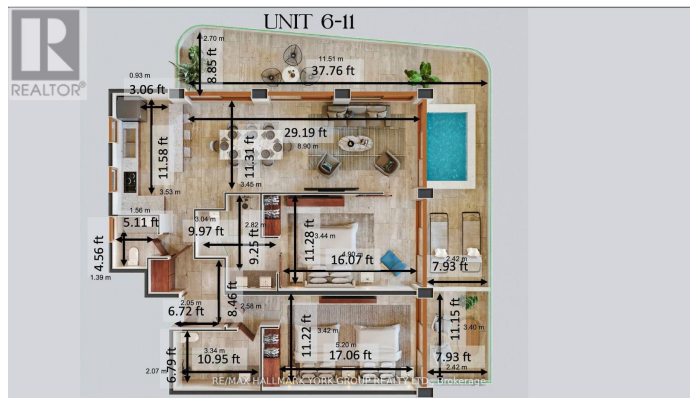 UNIT 6-11
2.70 m
8.85 ft
11.51 m
37.76 ft
REALTOR®
0.93 m
3.06 ft
29.19 ft
8.90 m
11.58 ft
3.53 m
11.31 ft
3.45 m
1.56 m
5.11 ft
4.56 ft
1.39 m
3.04 m
9.97 ft
2.82 m
9.25 ft
11.28 ft
3.44 m
4.90 m
16.07 ft
2.42 m
7.93 ft
2.05 m
6.72 ft
8.46 ft
2.58 m
11.22 ft
3.42 m
5.20 m
17.06 ft
11.15 ft
3.40 m
7.93 ft
2.42 m
3.34 m
10.95 ft
6.79 ft
2.07 m
RE/MAX HALLMARK YORK GROUP REALTY LTD., Brokerage